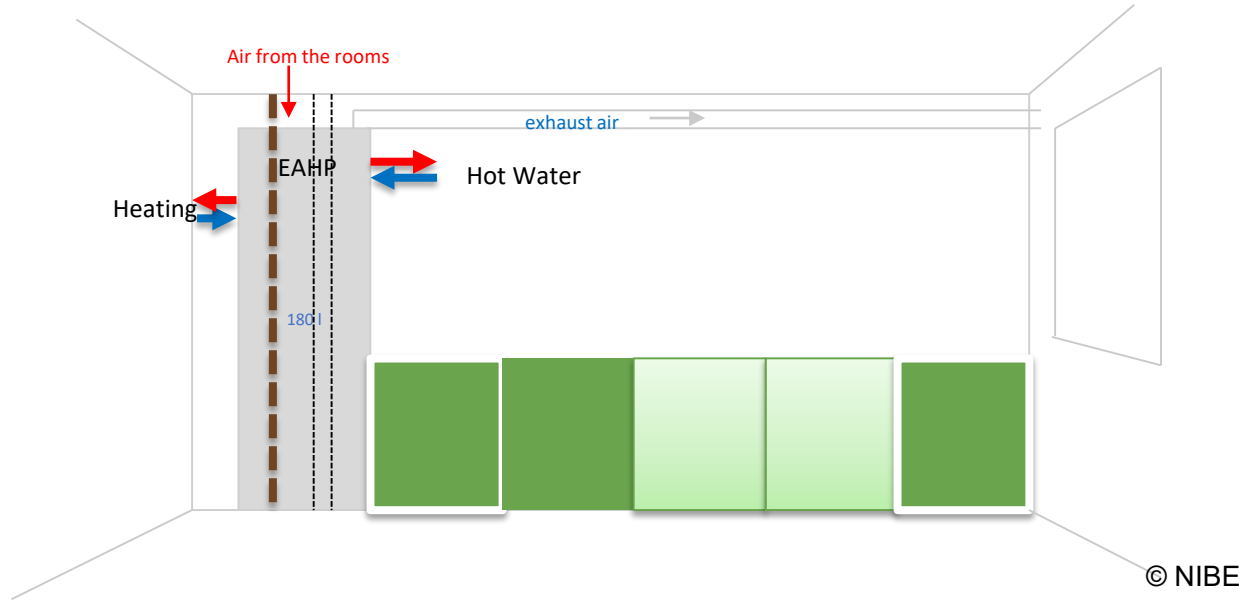 Air from the rooms
exhaust air
EAHP
Hot Water
Heating
180 l
© NIBE